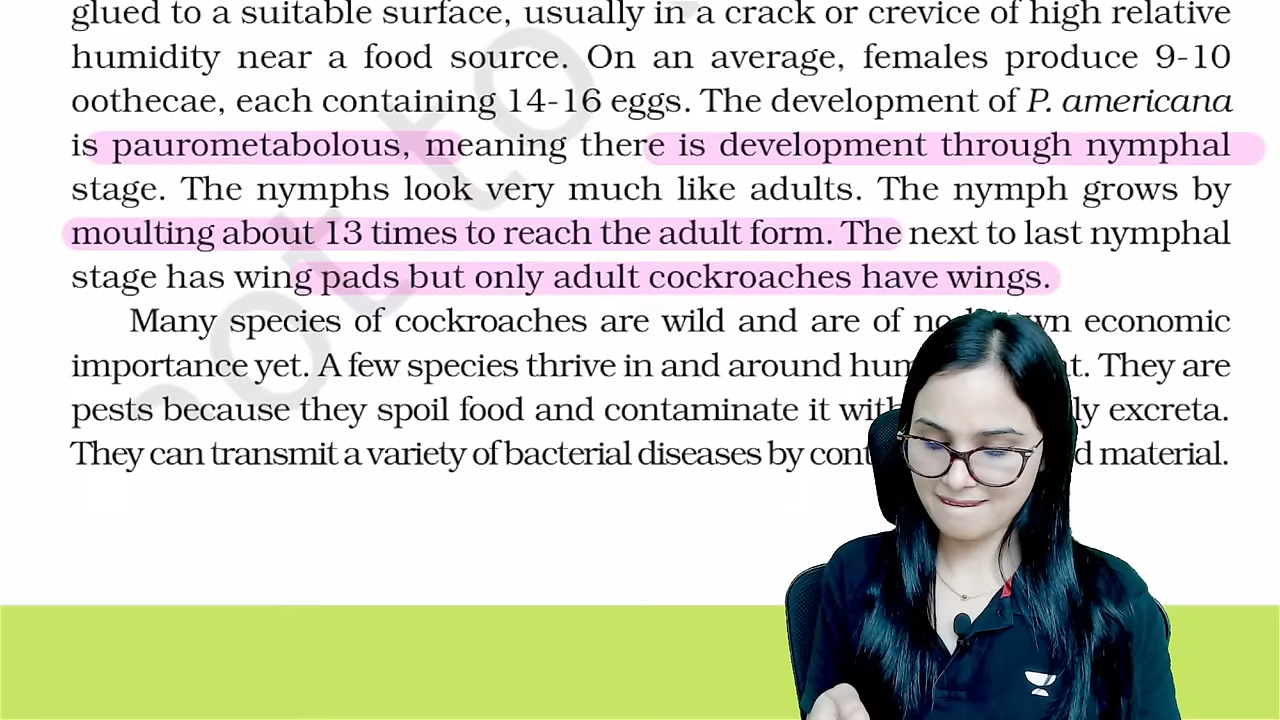 glued to a suitable surface, usually in a crack or crevice of high relative
humidity near a food source. On an average, females produce 9-10
oothecae, each containing 14-16 eggs. The development of P. americana
is paurometabolous, meaning there is development through nymphal
stage. The nymphs look very much like adults. The nymph grows by
moulting about 13 times to reach the adult form. The next to last nymphal
stage has wing pads but only adult cockroaches have wings.
Many species of cockroaches are wild and are of economic
importance yet. A few species thrive in and around They are
pests because they spoil food and contaminate it excreta.
They can transmit a variety of bacterial diseases by material.